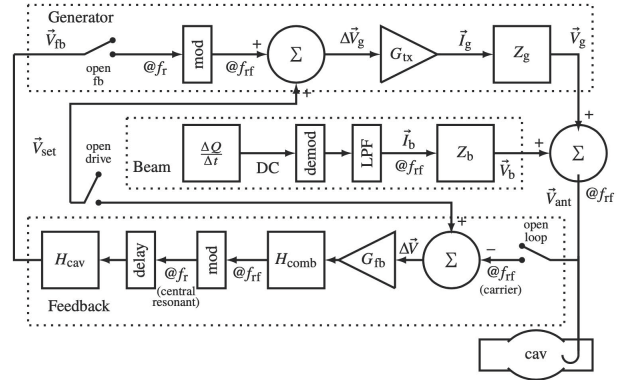 Generator
V⃗fb
open
fb
@fr
mod
+
@frf
Σ
+
ΔV⃗g
Gtx
I⃗g
Zg
V⃗g
+
V⃗set
open
drive
Beam
ΔQ
Δt
DC
demod
LPF
I⃗b
@frf
Zb
+
V⃗b
Σ
V⃗ant
@frf
Hcav
delay
@fr
(central
resonant)
mod
@frf
Hcomb
Gfb
ΔV⃗
+
Σ
−
@frf
(carrier)
open
loop
Feedback
cav